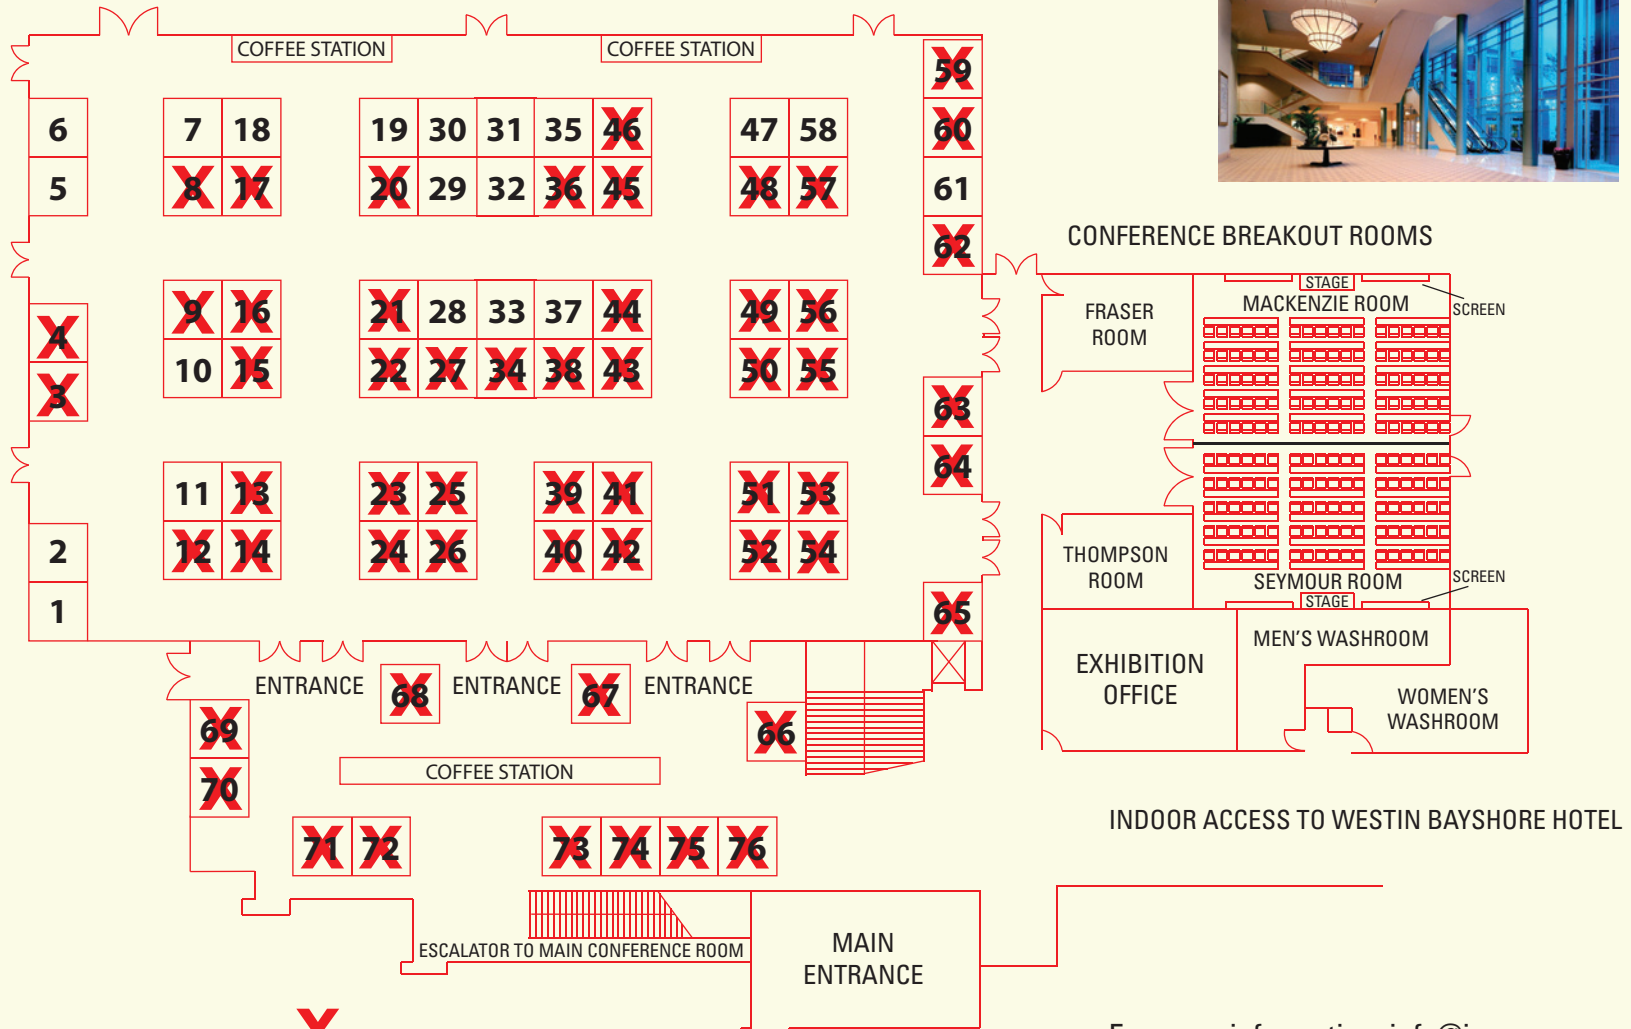 COFFEE STATION COFFEE STATION
59
6 7 18 19 30 31 35 46 47 58 60
5 8 17 20 29 32 36 45 48 57 61
62
CONFERENCE BREAKOUT ROOMS
4 9 16 21 28 33 37 44 49 56
3 10 15 22 27 34 38 43 50 55
63
64
11 13 23 25 39 41 51 53
2 12 14 24 26 40 42 52 54
1
65
STAGE
MACKENZIE ROOM
SCREEN
FRASER
ROOM
THOMPSON
ROOM
SEYMOUR ROOM
SCREEN
STAGE
MEN'S WASHROOM
EXHIBITION
OFFICE
WOMEN'S
WASHROOM
ENTRANCE 68 ENTRANCE 67 ENTRANCE
69 66
70
COFFEE STATION
71 72 73 74 75 76
INDOOR ACCESS TO WESTIN BAYSHORE HOTEL
ESCALATOR TO MAIN CONFERENCE ROOM
MAIN
ENTRANCE